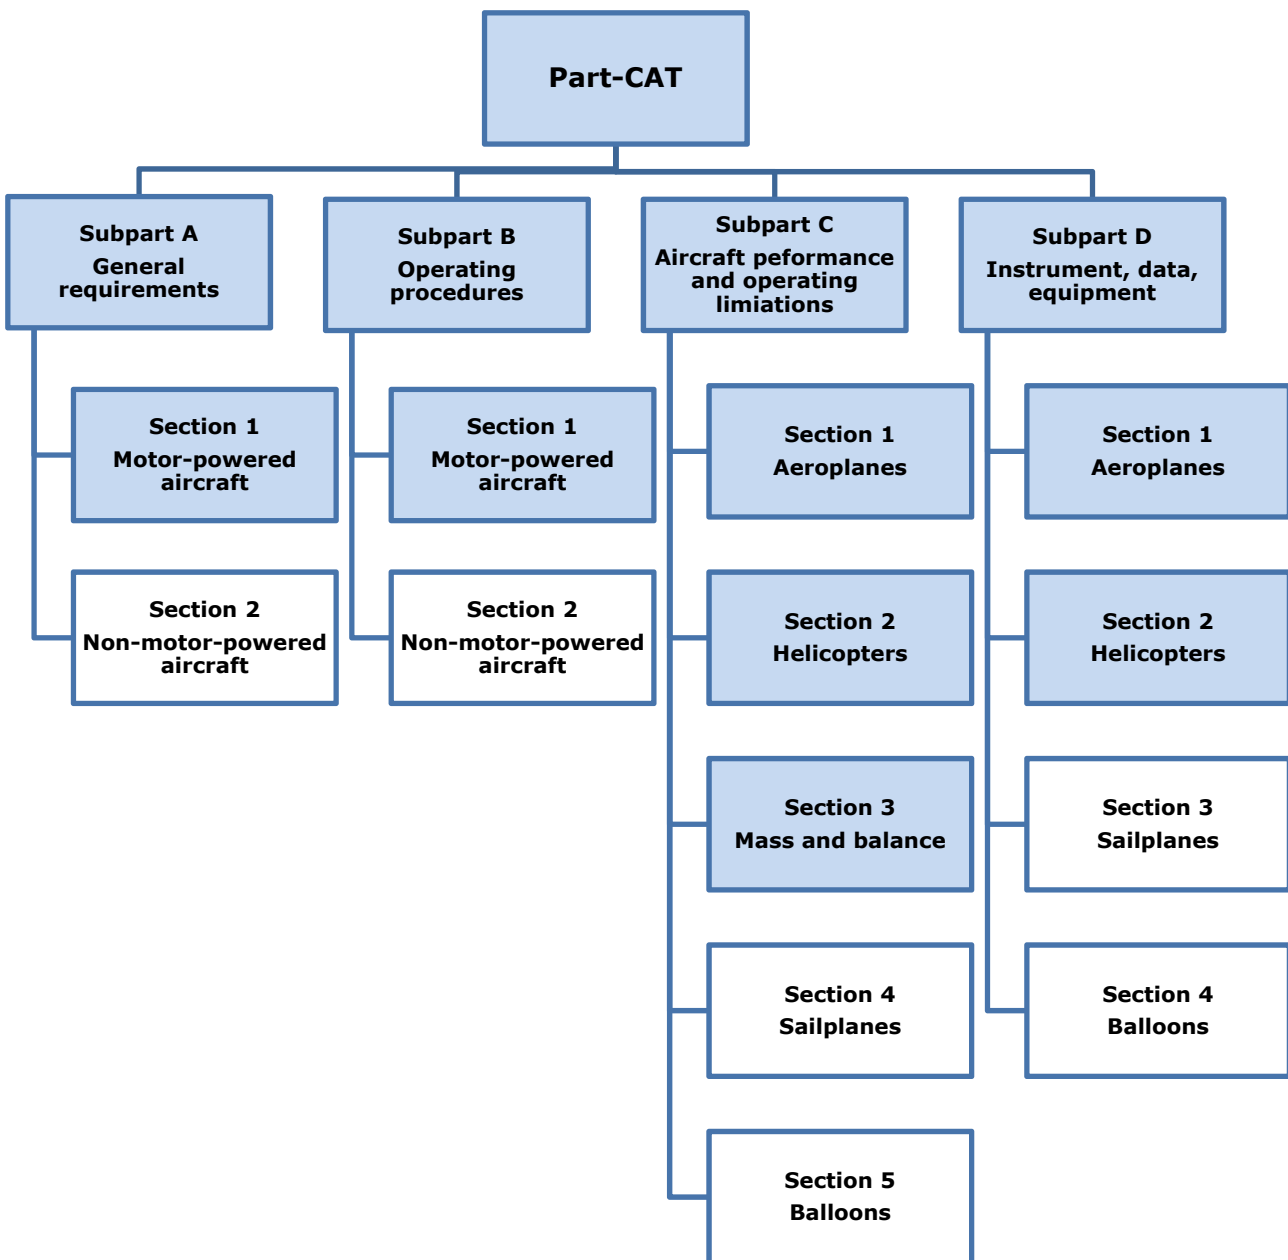 Part-CAT
Subpart A
General
requirements
Subpart B
Operating
procedures
Subpart C
Aircraft peformance
and operating
limiations
Subpart D
Instrument, data,
equipment
Section 1
Motor-powered
aircraft
Section 2
Non-motor-powered
aircraft
Section 1
Motor-powered
aircraft
Section 2
Non-motor-powered
aircraft
Section 1
Aeroplanes
Section 2
Helicopters
Section 3
Mass and balance
Section 4
Sailplanes
Section 5
Balloons
Section 1
Aeroplanes
Section 2
Helicopters
Section 3
Sailplanes
Section 4
Balloons